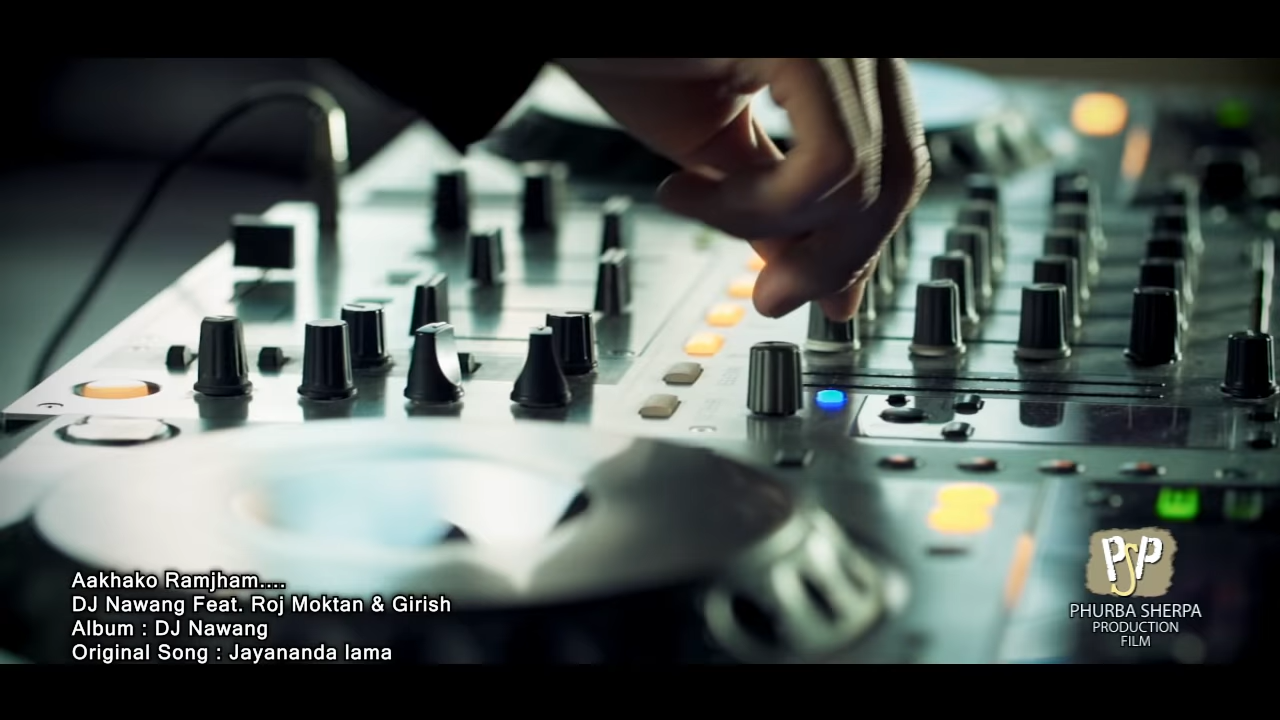 Aakhako Ramjham....
DJ Nawang Feat. Roj Moktan & Girish
Album : DJ Nawang
Original Song : Jayananda lama
PSP
PHURBA SHERPA
PRODUCTION
FILM